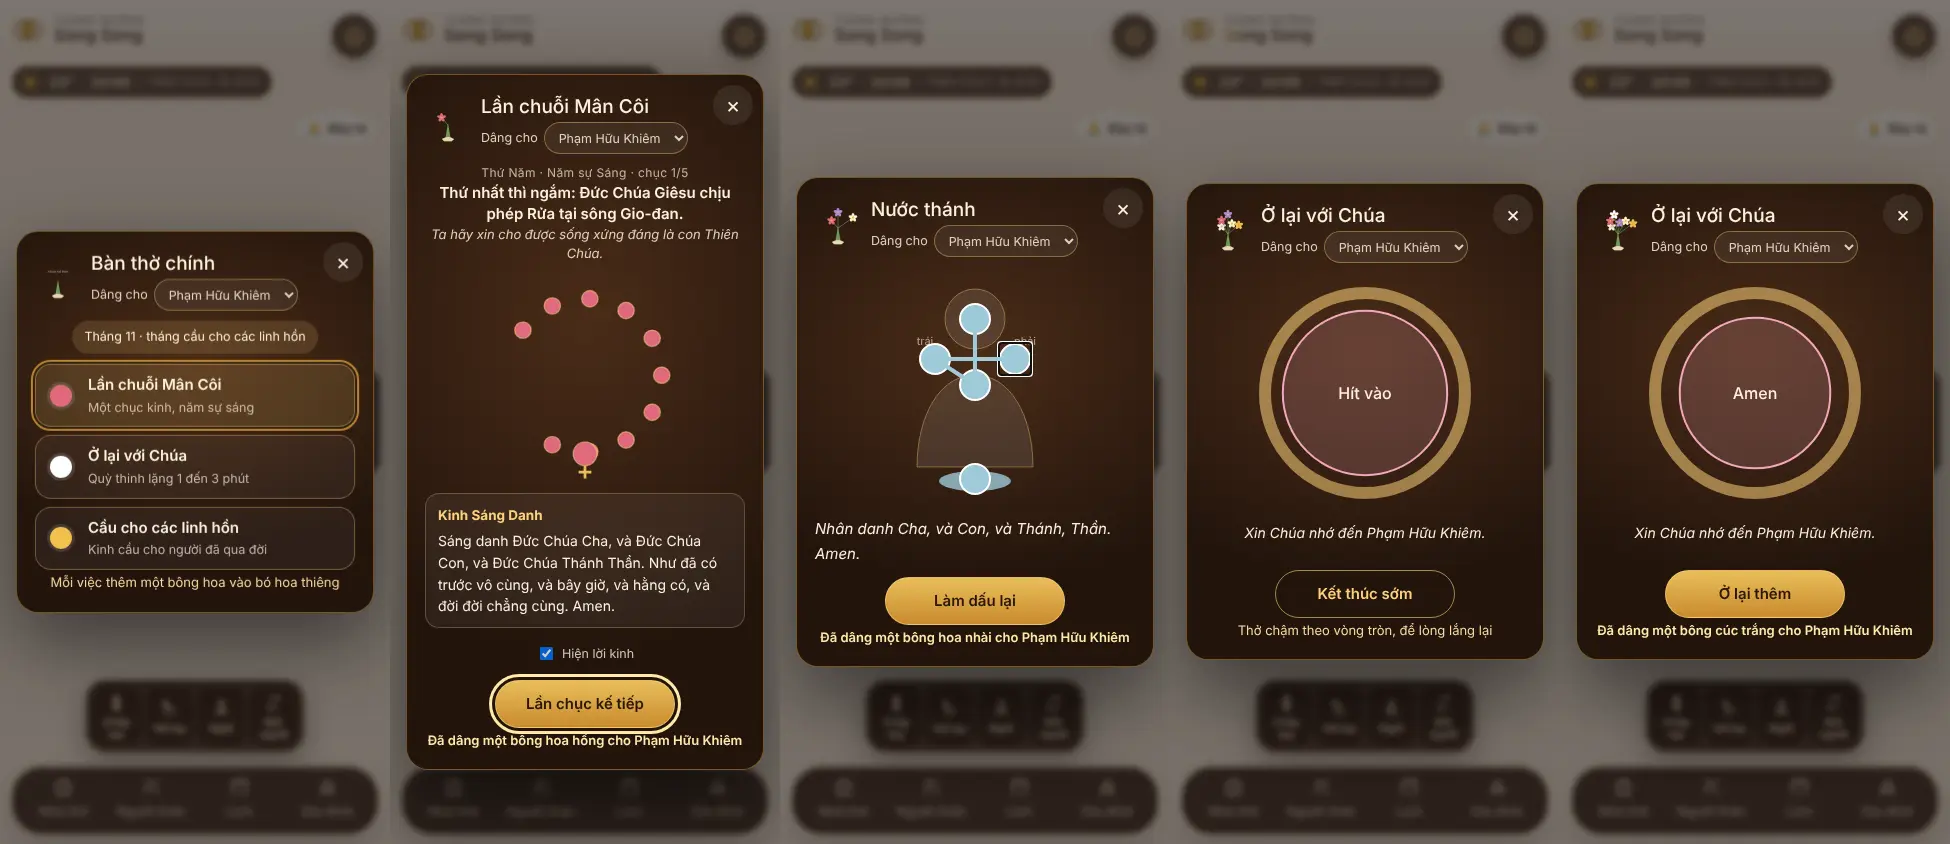 Bàn thờ chính
Dâng cho Phạm Hữu Khiêm
Tháng 11 · tháng cầu cho các linh hồn
Lần chuỗi Mân Côi
Một chục kinh, năm sự sáng
Ở lại với Chúa
Quỳ thinh lặng 1 đến 3 phút
Cầu cho các linh hồn
Kinh cầu cho người đã qua đời
Mỗi việc thêm một bông hoa vào bó hoa thiêng
Lần chuỗi Mân Côi
Dâng cho Phạm Hữu Khiêm
Thứ Năm · Năm sự Sáng · chục 1/5
Thứ nhất thì ngắm: Đức Chúa Giêsu chịu
phép Rửa tại sông Gio-đan.
Ta hãy xin cho được sống xứng đáng là con Thiên
Chúa.
Kinh Sáng Danh
Sáng danh Đức Chúa Cha, và Đức Chúa
Con, và Đức Chúa Thánh Thần. Như đã có
trước vô cùng, và bây giờ, và hằng có, và
đời đời chẳng cùng. Amen.
Hiện lời kinh
Lần chục kế tiếp
Đã dâng một bông hoa hồng cho Phạm Hữu Khiêm
Nước thánh
Dâng cho Phạm Hữu Khiêm
trái phải
Nhân danh Cha, và Con, và Thánh, Thần.
Amen.
Làm dấu lại
Đã dâng một bông hoa nhài cho Phạm Hữu Khiêm
Ở lại với Chúa
Dâng cho Phạm Hữu Khiêm
Hít vào
Xin Chúa nhớ đến Phạm Hữu Khiêm.
Kết thúc sớm
Thở chậm theo vòng tròn, để lòng lắng lại
Ở lại với Chúa
Dâng cho Phạm Hữu Khiêm
Amen
Xin Chúa nhớ đến Phạm Hữu Khiêm.
Ở lại thêm
Đã dâng một bông cúc trắng cho Phạm Hữu Khiêm